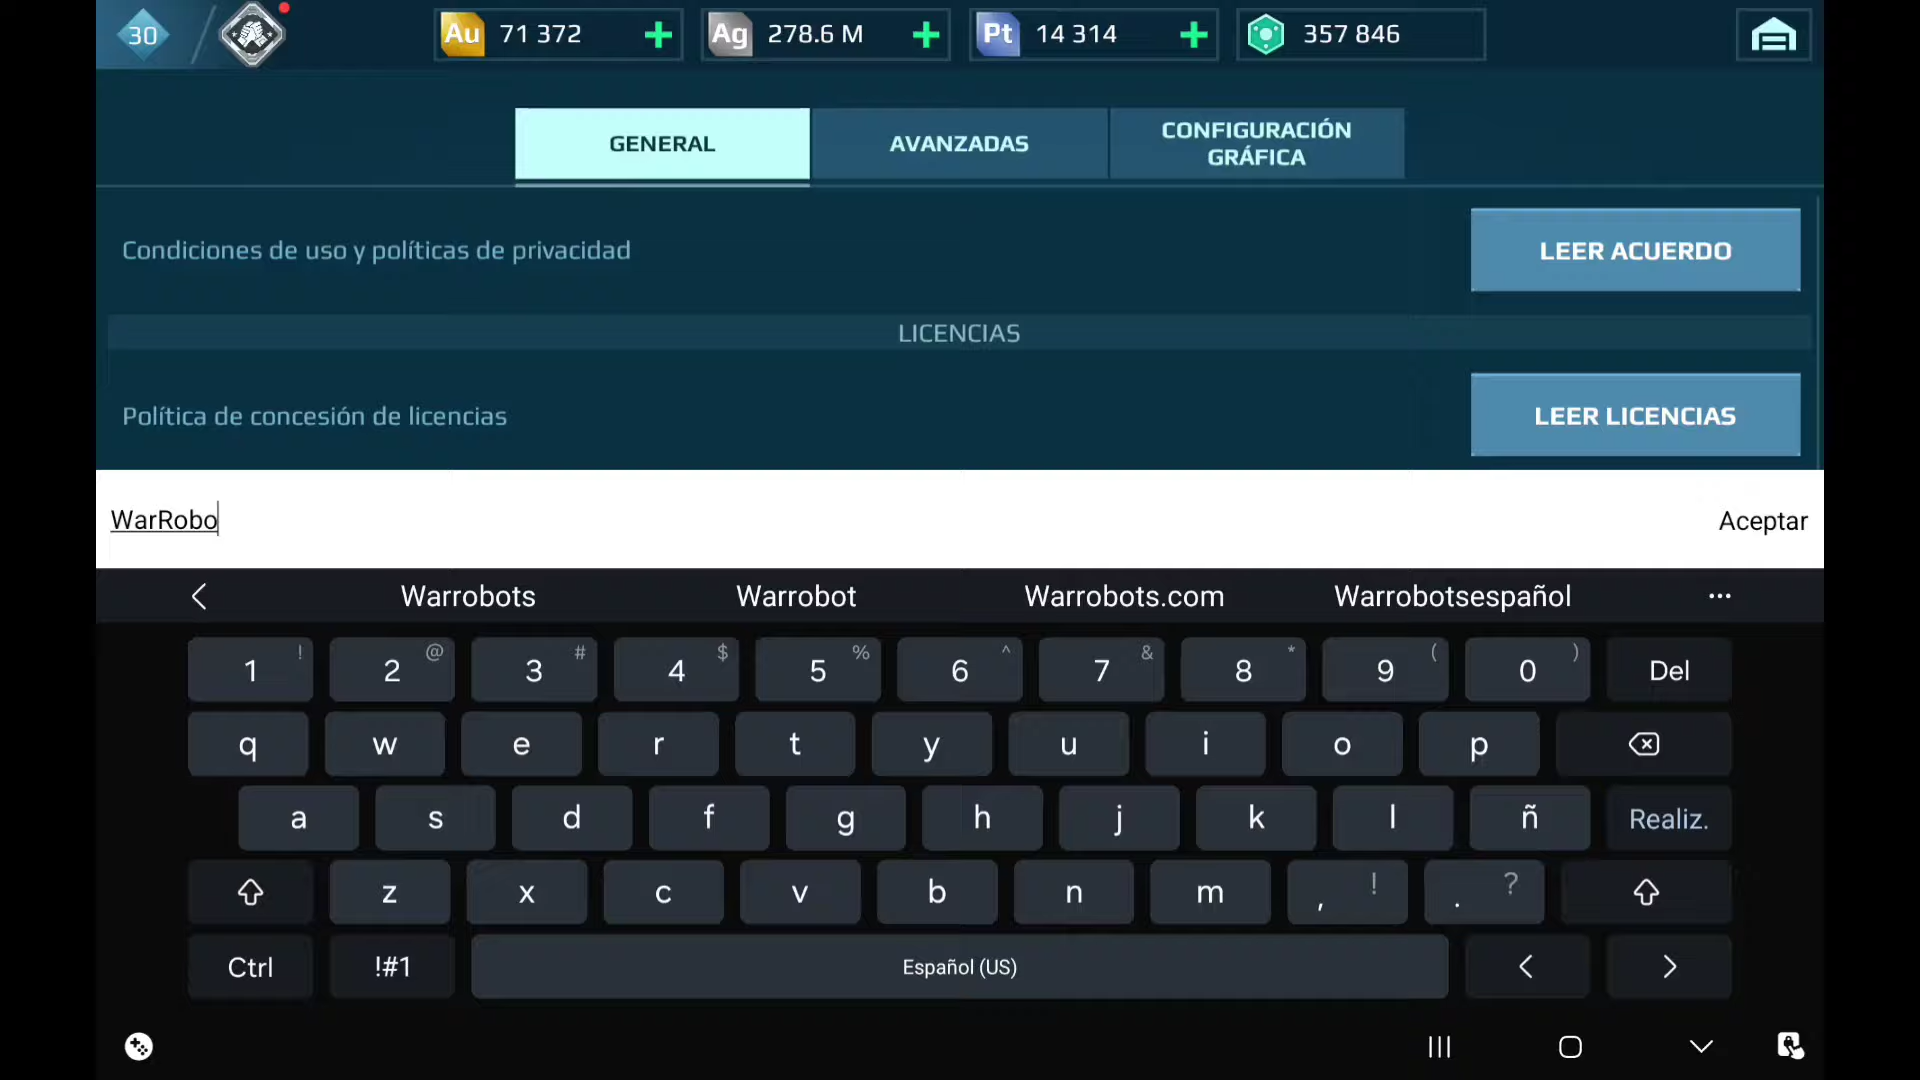 30 Au 71 372 + Ag 278.6 M + Pt 14 314 + 357 846
GENERAL AVANZADAS CONFIGURACIÓN
GRÁFICA
Condiciones de uso y políticas de privacidad LEER ACUERDO
LICENCIAS
Política de concesión de licencias LEER LICENCIAS
WarRobo Aceptar
Warrobots Warrobot Warrobots.com Warrobotsespañol ...
1 ! 2 @ 3 # 4 $ 5 % 6 ^ 7 & 8 * 9 ( 0 ) Del
q w e r t y u i o p
a s d f g h j k l ñ Realiz.
z x c v b n m , ! . ?
Ctrl !#1 Español (US) < >